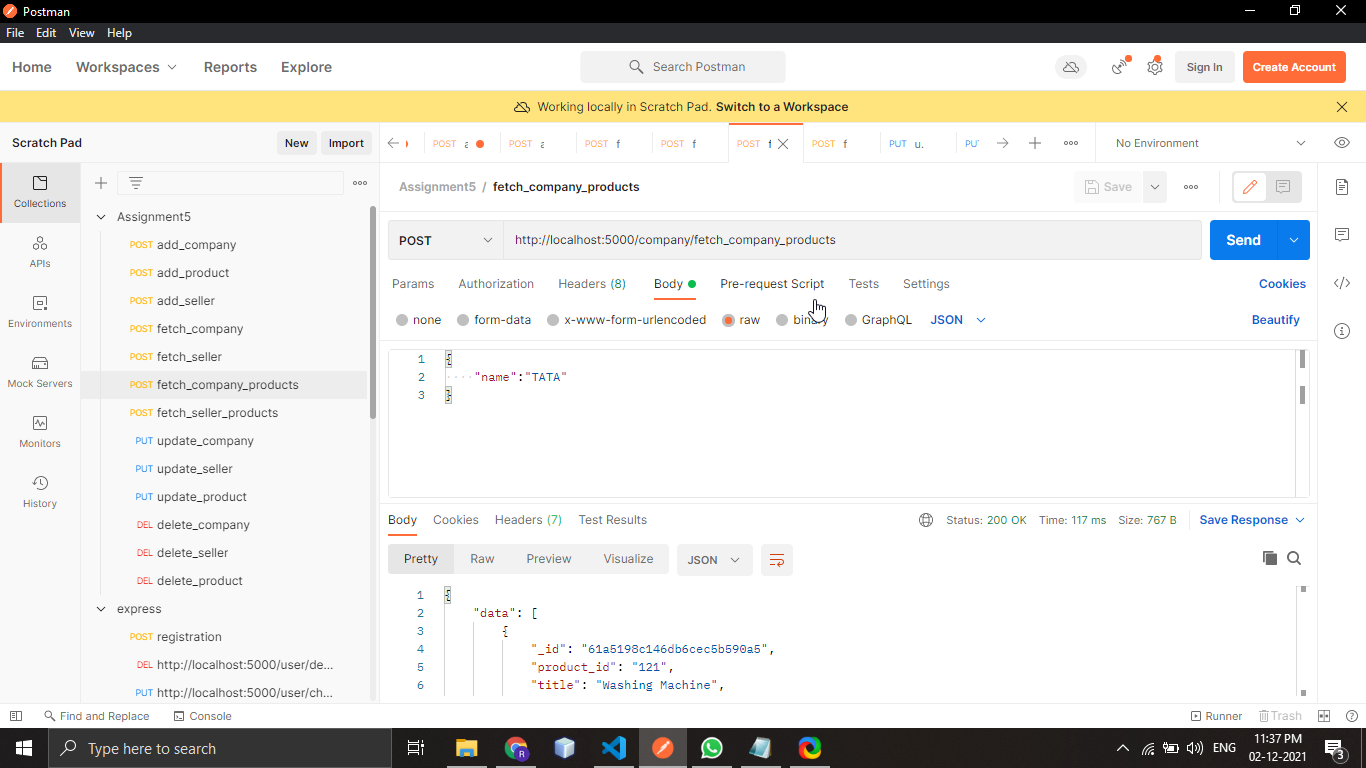 Postman
File Edit View Help
Home Workspaces Reports Explore Search Postman Sign In Create Account
Working locally in Scratch Pad. Switch to a Workspace
Scratch Pad New Import
POST a POST a POST f POST f POST f POST f PUT u. PU No Environment
Collections
APIs
Environments
Mock Servers
Monitors
History
Assignment5
POST add_company
POST add_product
POST add_seller
POST fetch_company
POST fetch_seller
POST fetch_company_products
POST fetch_seller_products
PUT update_company
PUT update_seller
PUT update_product
DEL delete_company
DEL delete_seller
DEL delete_product
express
POST registration
DEL http://localhost:5000/user/de...
PUT http://localhost:5000/user/ch...
Assignment5 / fetch_company_products Save
POST http://localhost:5000/company/fetch_company_products Send
Params Authorization Headers (8) Body Pre-request Script Tests Settings Cookies
none form-data x-www-form-urlencoded raw binary GraphQL JSON Beautify
1 {
2 "name":"TATA"
3 }
Body Cookies Headers (7) Test Results Status: 200 OK Time: 117 ms Size: 767 B Save Response
Pretty Raw Preview Visualize JSON
1 {
2 "data": [
3 {
4 "_id": "61a5198c146db6cec5b590a5",
5 "product_id": "121",
6 "title": "Washing Machine",
Find and Replace Console Runner Trash
Type here to search ENG 11:37 PM
02-12-2021 3